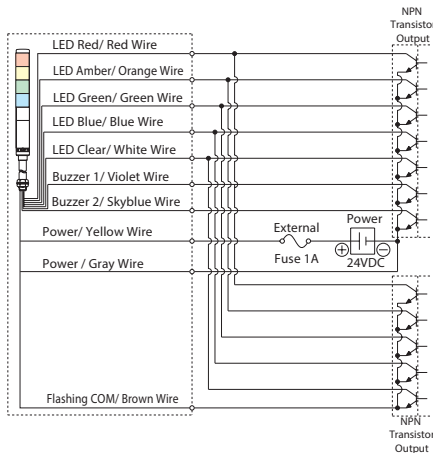 NPN
Transistor
Output
LED Red/ Red Wire
LED Amber/ Orange Wire
LED Green/ Green Wire
LED Blue/ Blue Wire
LED Clear/ White Wire
Buzzer 1/ Violet Wire
Buzzer 2/ Skyblue Wire
Power/ Yellow Wire
External
Fuse 1A
Power
24VDC
Power / Gray Wire
Flashing COM/ Brown Wire
NPN
Transistor
Output